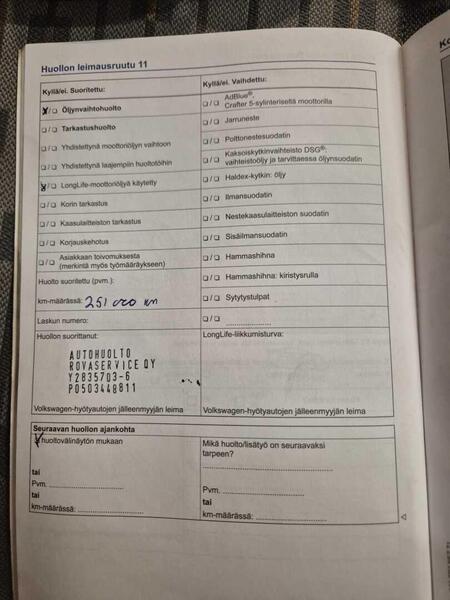 Huollon leimausruutu 11
Kyllä/ei. Suoritettu:
X/❑ Öljynvaihtohuolto
❑/❑ Tarkastushuolto
❑/❑ Yhdistettynä moottoriöljyn vaihtoon
❑/❑ Yhdistettynä laajempiin huoltotöihin
X/❑ LongLife-moottoriöljyä käytetty
❑/❑ Korin tarkastus
❑/❑ Kaasulaitteiston tarkastus
❑/❑ Korjauskehotus
❑/❑ Asiakkaan toivomuksesta
(merkintä myös työmääräykseen)
Huolto suoritettu (pvm.):
km-määrässä: 251 000 km
Laskun numero:
Huollon suorittanut:
AUTOHUOLTO
ROVASERVICE OY
Y2835703-6
P0503448811
Volkswagen-hyötyautojen jälleenmyyjän leima
Kyllä/ei. Vaihdettu:
❑/❑ AdBlue®:
Crafter 5-sylinterisellä moottorilla
❑/❑ Jarruneste
❑/❑ Polttonestesuodatin
❑/❑ Kaksoiskytkinvaihteisto DSG®:
vaihteistoöljy ja tarvittaessa öljynsuodatin
❑/❑ Haldex-kytkin: öljy
❑/❑ Ilmansuodatin
❑/❑ Nestekaasulaitteiston suodatin
❑/❑ Sisäilmansuodatin
❑/❑ Hammashihna
❑/❑ Hammashihna: kiristysrulla
❑/❑ Sytytystulpat
❑/❑ ........................
LongLife-liikkumisturva:
Volkswagen-hyötyautojen jälleenmyyjän leima
Seuraavan huollon ajankohta
X huoltovälinäytön mukaan
tai
Pvm. ........................
tai
km-määrässä: ........................
Mikä huolto/lisätyö on seuraavaksi
tarpeen?
........................
Pvm. ........................
tai
km-määrässä: ........................